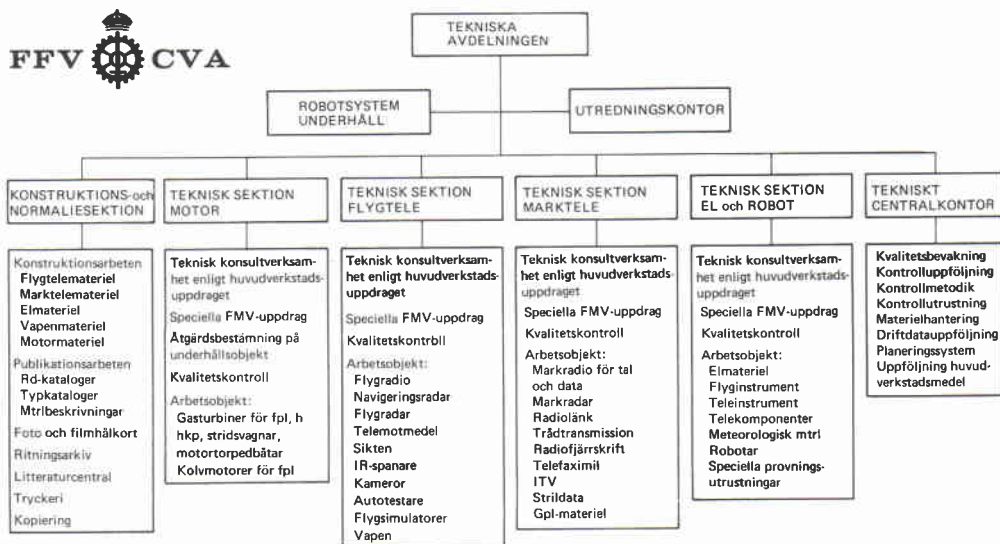 FFV CVA
TEKNISKA
AVDELNINGEN
ROBOTSYSTEM
UNDERHÅLL
UTREDNINGSKONTOR
KONSTRUKTIONS-och
NORMALIESEKTION
Konstruktionsarbeten
Flygtelemateriel
Marktelemateriel
Elmateriel
Vapenmateriel
Motormateriel
Publikationsarbeten
Rd-kataloger
Typkataloger
Mtrlbeskrivningar
Foto och filmhålkort
Ritningsarkiv
Litteraturcentral
Tryckeri
Kopiering
TEKNISK SEKTION
MOTOR
Teknisk konsultverksam-
het enligt huvudverkstads-
uppdraget
Speciella FMV-uppdrag
Åtgärdsbestämning på
underhållsobjekt
Kvalitetskontroll
Arbetsobjekt:
Gasturbiner för fpl, h
hkp, stridsvagnar,
motortorpedbåtar
Kolvmotorer för fpl
TEKNISK SEKTION
FLYGTELE
Teknisk konsultverksam-
het enligt huvudverkstads-
uppdraget
Speciella FMV-uppdrag
Kvalitetskontrbll
Arbetsobjekt:
Flygradio
Navigeringsradar
Flygradar
Telemotmedel
Sikten
IR-spanare
Kameror
Autotestare
Flygsimulatorer
Vapen
TEKNISK SEKTION
MARKTELE
Teknisk konsultverksam-
het enligt huvudverkstads-
uppdraget
Speciella FMV-uppdrag
Kvalitetskontroll
Arbetsobjekt:
Markradio för tal
och data
Markradar
Radiolänk
Trådtransmission
Radiofjärrskrift
Telefaximil
ITV
Strildata
Gpl-materiel
TEKNISK SEKTION
EL och ROBOT
Teknisk konsultverksam-
het enligt huvudverkstads-
uppdraget
Speciella FMV-uppdrag
Kvalitetskontroll
Arbetsobjekt:
Elmateriel
Flyginstrument
Teleinstrument
Telekomponenter
Meteorologisk mtrl
Robotar
Speciella provnings-
utrustningar
TEKNISKT
CENTRALKONTOR
Kvalitetsbevakning
Kontrolluppföljning
Kontrollmetodik
Kontrollutrustning
Materielhantering
Driftdatauppföljning
Planeringssystem
Uppföljning huvud-
verkstadsmedel